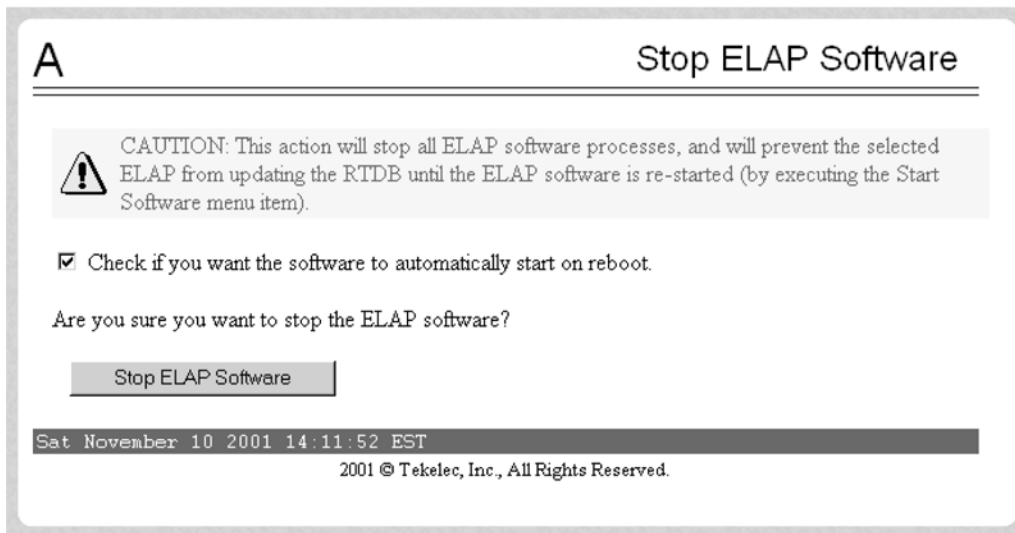 A
Stop ELAP Software
CAUTION: This action will stop all ELAP software processes, and will prevent the selected
ELAP from updating the RTDB until the ELAP software is re-started (by executing the Start
Software menu item).
Check if you want the software to automatically start on reboot.
Are you sure you want to stop the ELAP software?
Stop ELAP Software
Sat November 10 2001 14:11:52 EST
2001 © Tekelec, Inc., All Rights Reserved.